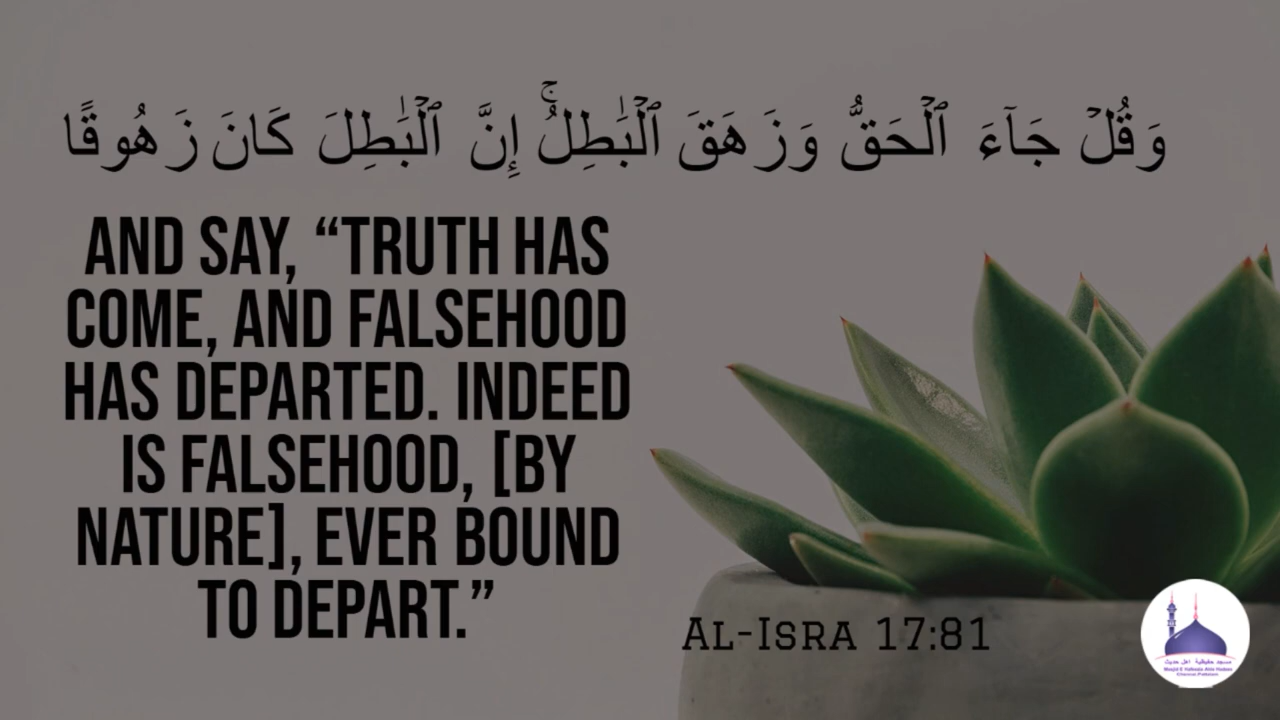 وَقُلۡ جَآءَ ٱلۡحَقُّ وَزَهَقَ ٱلۡبَٰطِلُۚ إِنَّ ٱلۡبَٰطِلَ كَانَ زَهُوقٗا
AND SAY, “TRUTH HAS
COME, AND FALSEHOOD
HAS DEPARTED. INDEED
IS FALSEHOOD, [BY
NATURE], EVER BOUND
TO DEPART.”
AL-ISRA 17:81